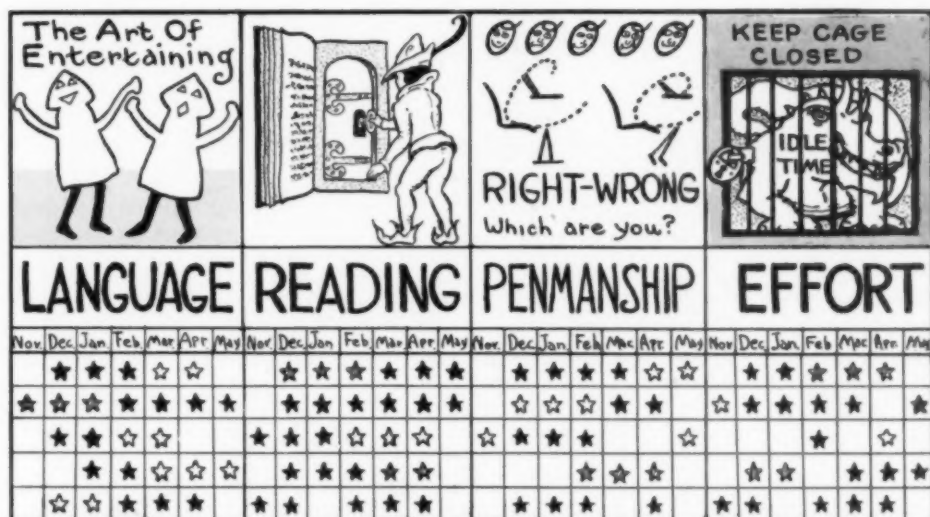 The Art Of
Entertaining
KEEP CAGE
CLOSED
IDLE
TIME
RIGHT-WRONG
Which are you?
LANGUAGE
READING
PENMANSHIP
EFFORT
Nov. Dec. Jan. Feb. Mar. Apr. May Nov. Dec. Jan Feb. Mar. Apr. May Nov. Dec. Jan. Feb. Mar. Apr. May Nov Dec. Jan. Feb Mar. Apr. May